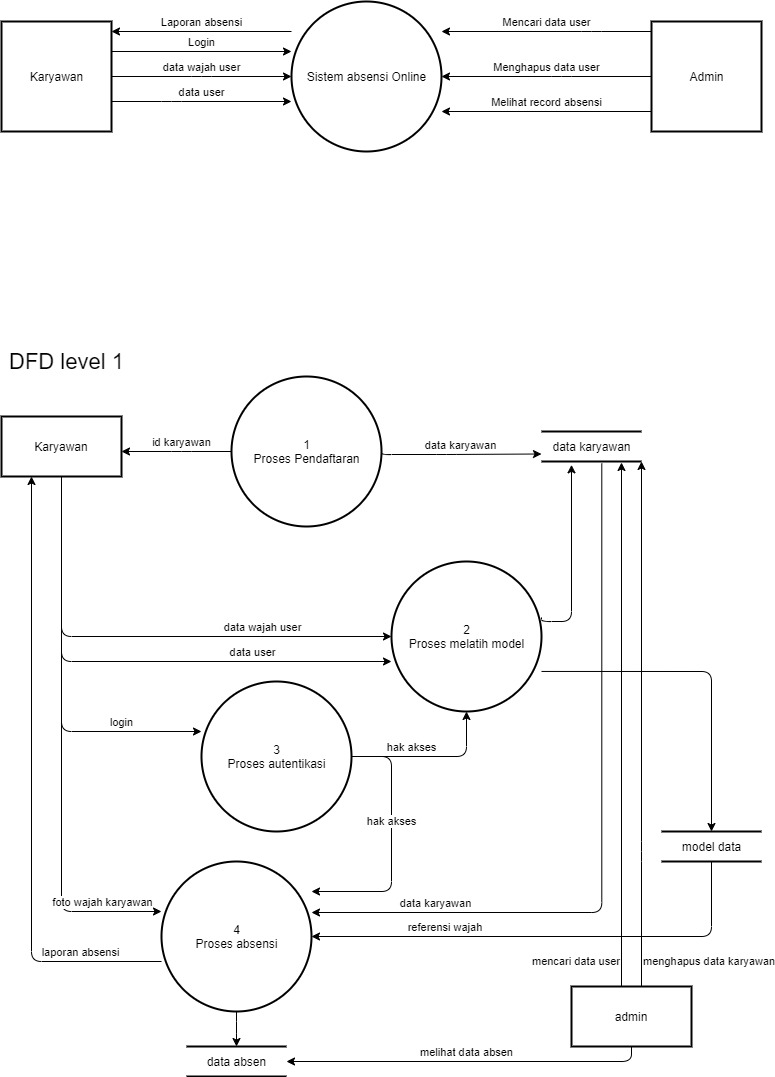 Laporan absensi
Mencari data user
Login
data wajah user
Menghapus data user
Karyawan
Sistem absensi Online
Admin
data user
Melihat record absensi
DFD level 1
1
Proses Pendaftaran
Karyawan
id karyawan
data karyawan
data karyawan
2
Proses melatih model
data wajah user
data user
login
3
Proses autentikasi
hak akses
hak akses
model data
foto wajah karyawan
data karyawan
4
Proses absensi
referensi wajah
laporan absensi
mencari data user
menghapus data karyawan
admin
melihat data absen
data absen